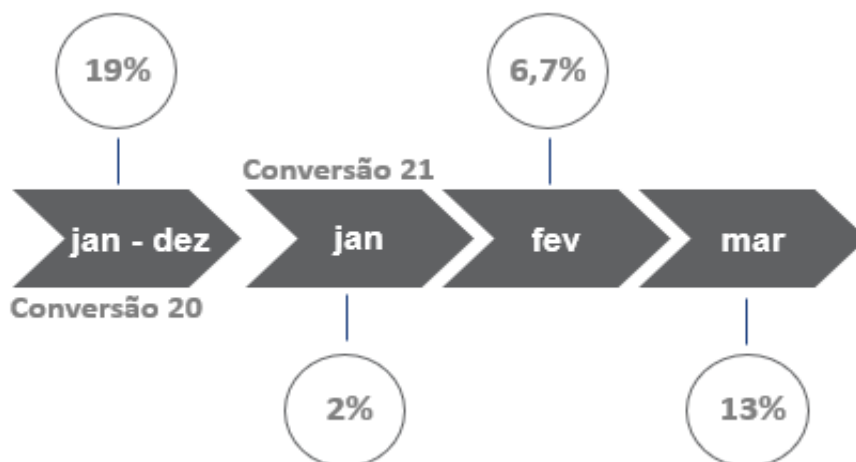 19%
6,7%
Conversão 21
jan - dez
jan
fev
mar
Conversão 20
2%
13%